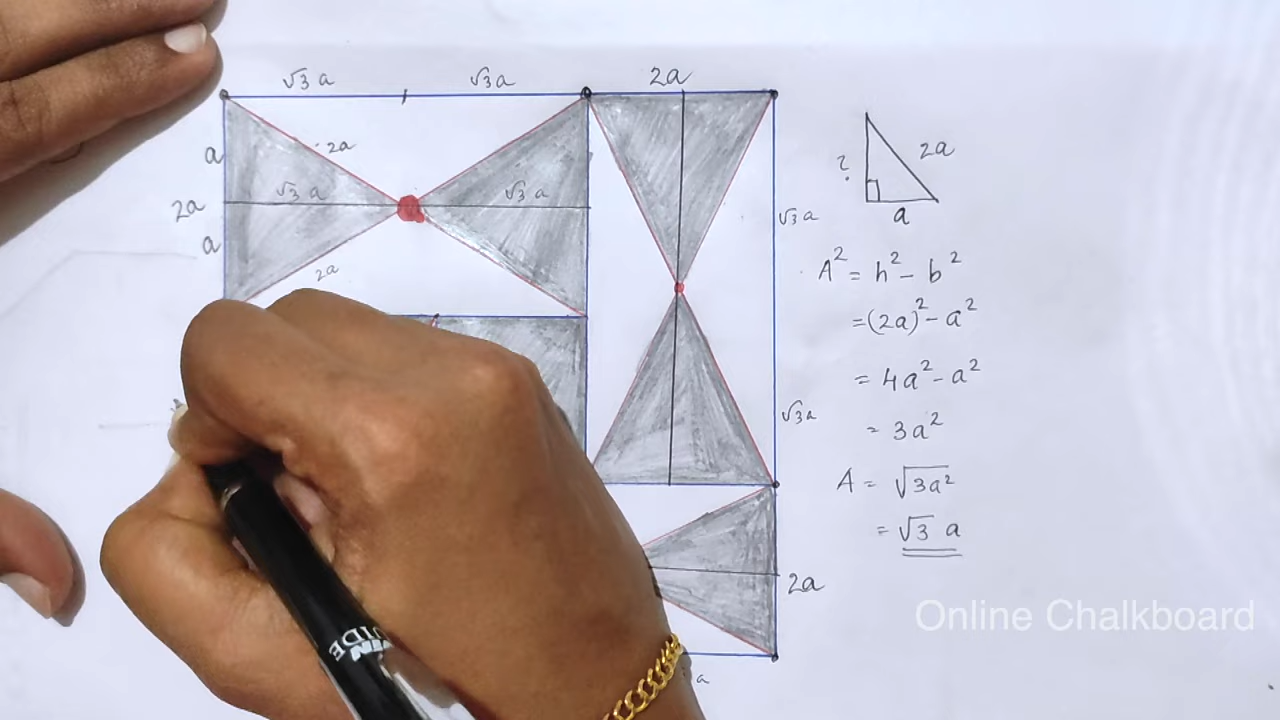 √3 a
√3 a
2a
a
2a
√3 a
√3 a
2a
a
2a
√3 a
√3 a
2a
a
?
2a
a
A² = h² - b²
=(2a)² - a²
= 4a² - a²
= 3a²
A = √3a²
= √3 a
Online Chalkboard